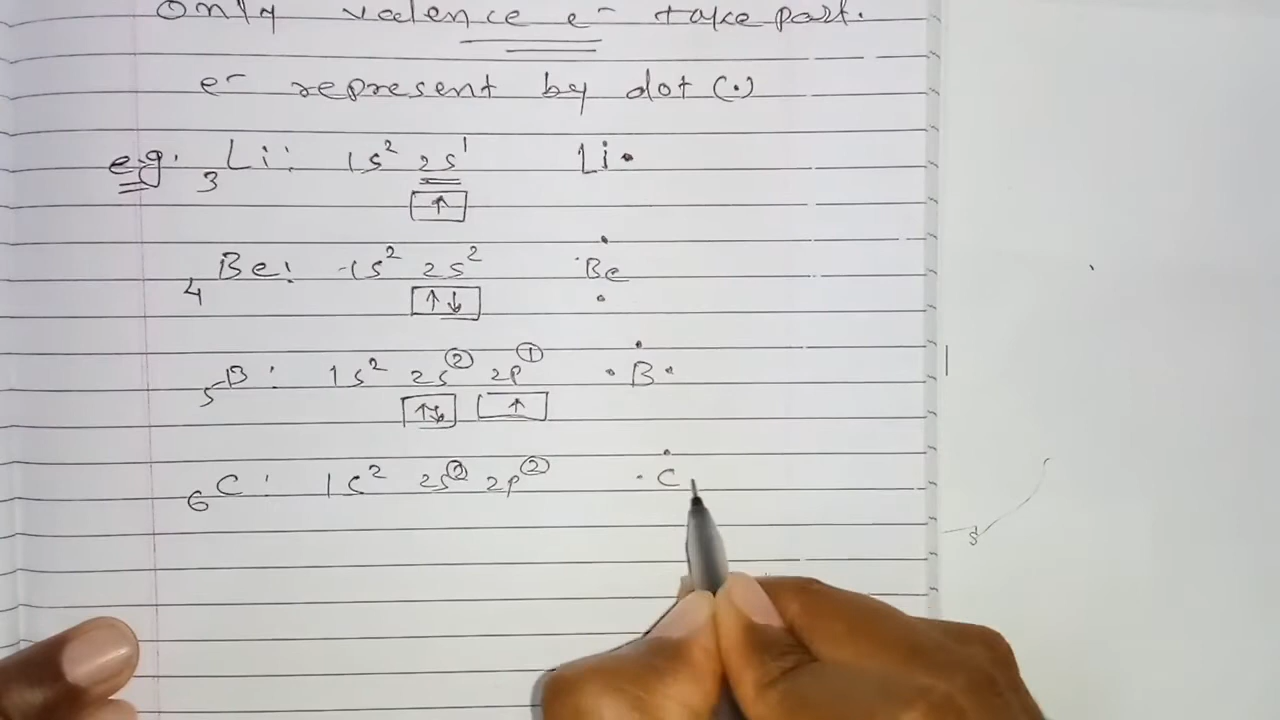 Only valence e⁻ take part.
e⁻ represent by dot (·)
e.g. ₃Li: 1s² 2s¹ Li•
↑
₄Be: 1s² 2s² Be
↑↓
₅B: 1s² 2s② 2p① •B•
↑↓ ↑
₆C: 1s² 2s② 2p② ·C
s